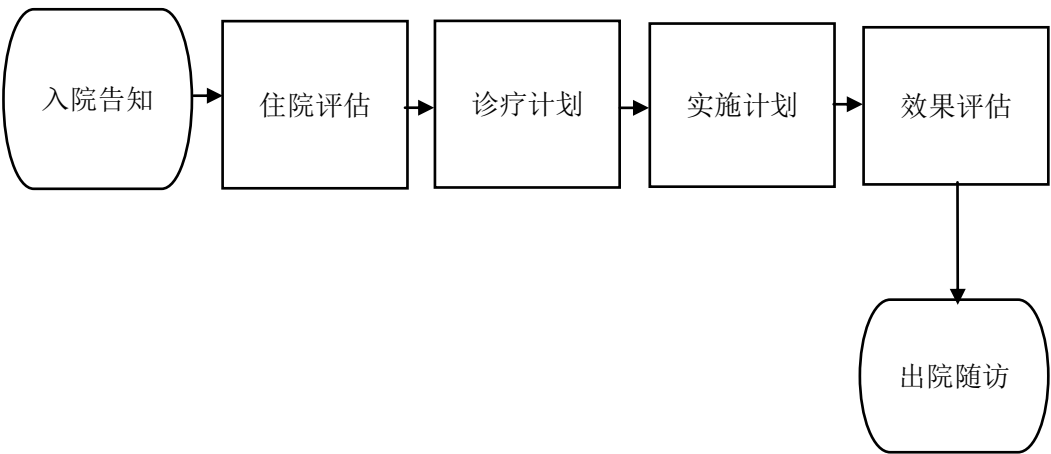 入院告知
住院评估
诊疗计划
实施计划
效果评估
出院随访